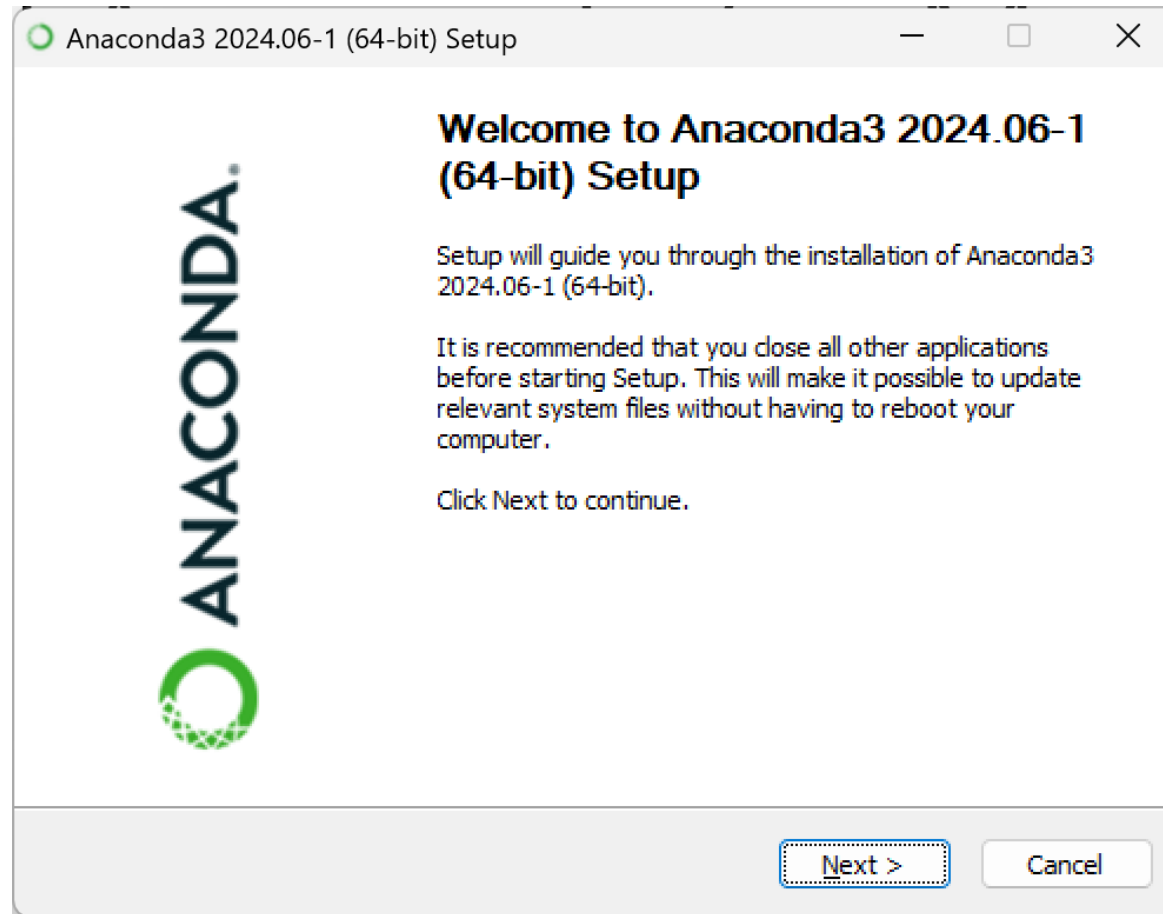 Anaconda3 2024.06-1 (64-bit) Setup
ANACONDA.
Welcome to Anaconda3 2024.06-1
(64-bit) Setup
Setup will guide you through the installation of Anaconda3
2024.06-1 (64-bit).
It is recommended that you close all other applications
before starting Setup. This will make it possible to update
relevant system files without having to reboot your
computer.
Click Next to continue.
Next >
Cancel